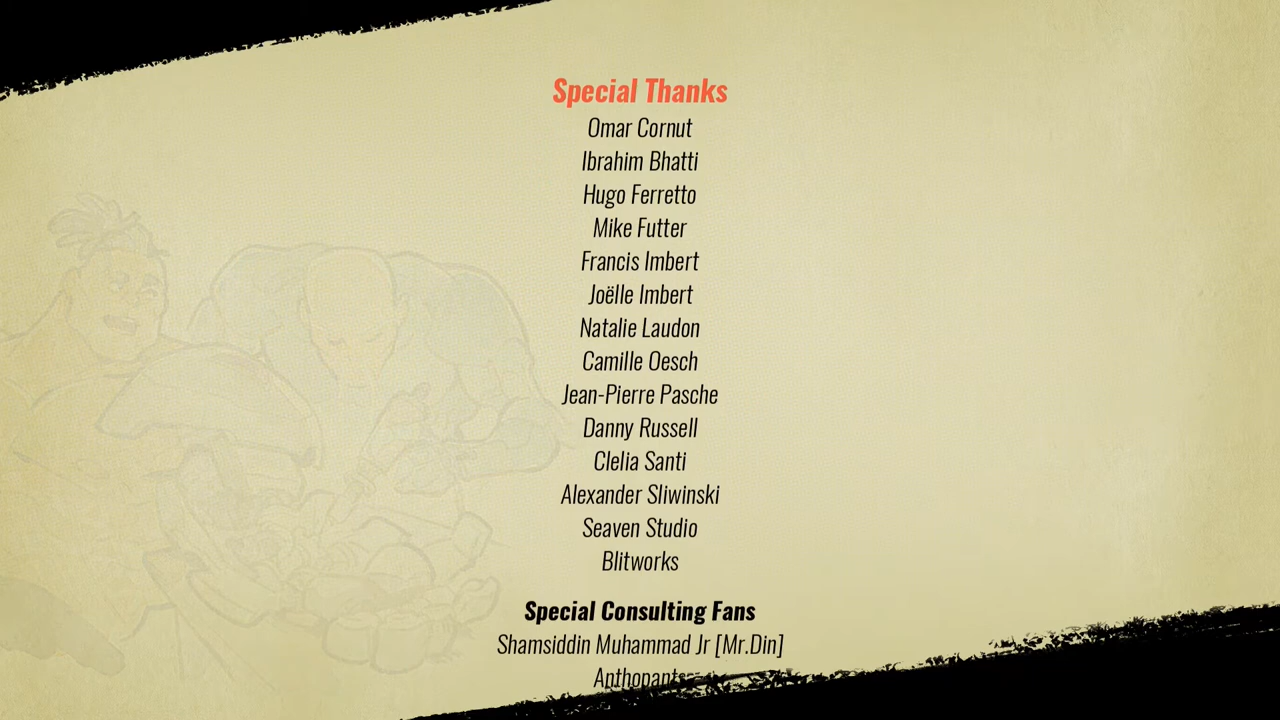 Special Thanks
Omar Cornut
Ibrahim Bhatti
Hugo Ferretto
Mike Futter
Francis Imbert
Joëlle Imbert
Natalie Laudon
Camille Oesch
Jean-Pierre Pasche
Danny Russell
Clelia Santi
Alexander Sliwinski
Seaven Studio
Blitworks
Special Consulting Fans
Shamsiddin Muhammad Jr [Mr.Din]